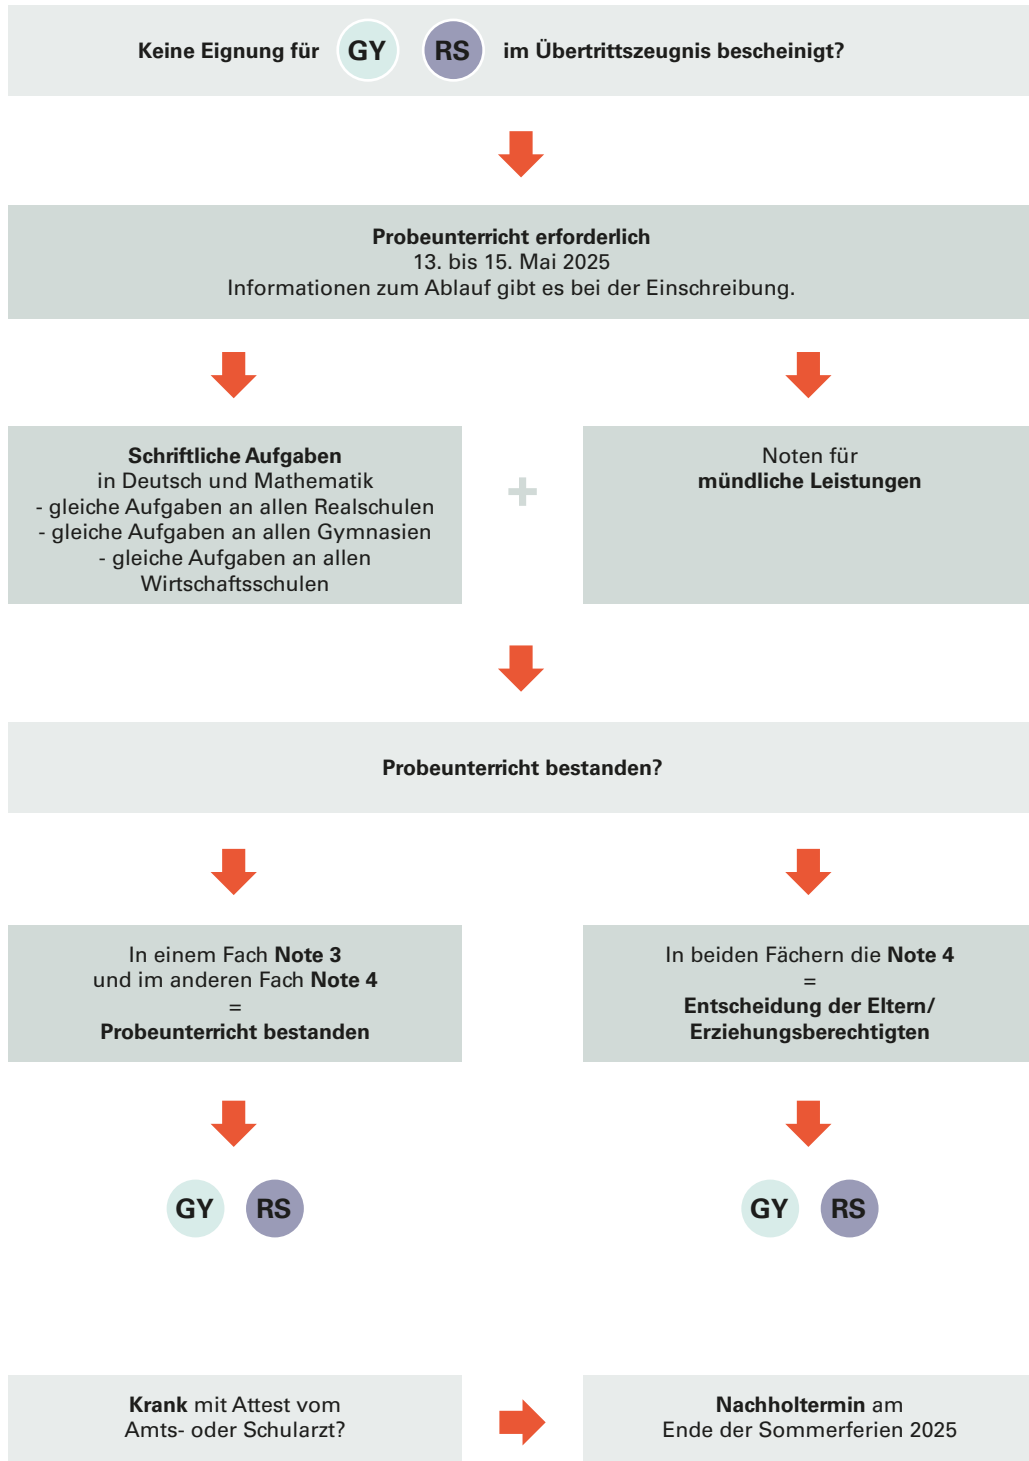 Keine Eignung für GY RS im Übertrittszeugnis bescheinigt?
Probeunterricht erforderlich
13. bis 15. Mai 2025
Informationen zum Ablauf gibt es bei der Einschreibung.
Schriftliche Aufgaben
in Deutsch und Mathematik
- gleiche Aufgaben an allen Realschulen
- gleiche Aufgaben an allen Gymnasien
- gleiche Aufgaben an allen
Wirtschaftsschulen
+
Noten für
mündliche Leistungen
Probeunterricht bestanden?
In einem Fach Note 3
und im anderen Fach Note 4
=
Probeunterricht bestanden
In beiden Fächern die Note 4
=
Entscheidung der Eltern/
Erziehungsberechtigten
GY RS
GY RS
Krank mit Attest vom
Amts- oder Schularzt?
Nachholtermin am
Ende der Sommerferien 2025